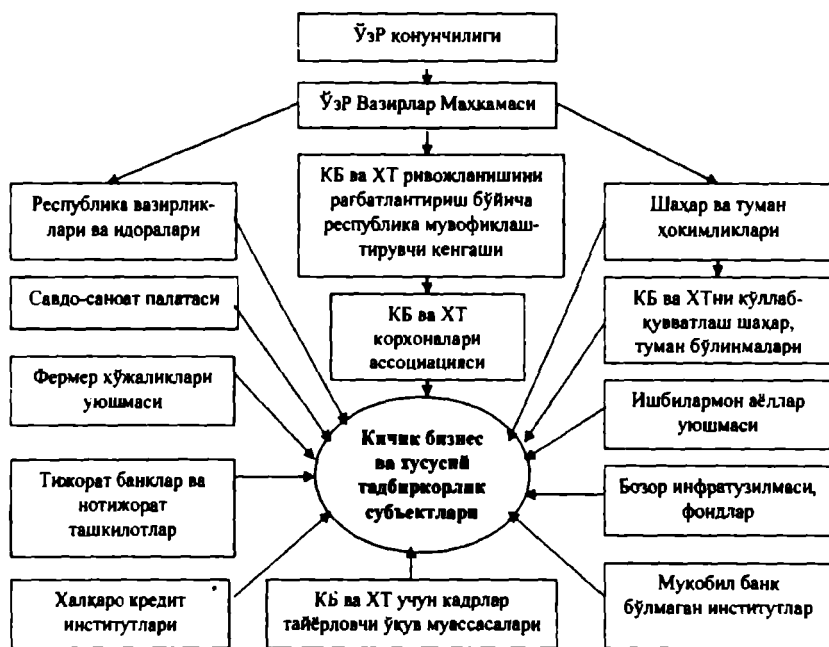 ЎзР қонунчилиги
ЎзР Вазирлар Маҳкамаси
Республика вазирлик-
лари ва идоралари
КБ ва ХТ ривожланишини
рағбатлантириш бўйича
республика мувофиклаш-
тирувчи кенгаши
Шаҳар ва туман
ҳокимликлари
Савдо-саноат палатаси
КБ ва ХТ
корхоналари
ассоциацияси
КБ ва ХТни қўллаб-
қувватлаш шаҳар,
туман бўлинмалари
Фермер хўжаликлари
уюшмаси
Ишбилармон аёллар
уюшмаси
Кичик бизнес
ва хусусий
тадбиркорлик
субъектлари
Тижорат банклар ва
нотижорат
ташкилотлар
Бозор инфратузилмаси,
фондлар
Халқаро кредит
институтлари
КБ ва ХТ учун кадрлар
тайёрловчи ўқув муассасалари
Мукобил банк
бўлмаган институтлар